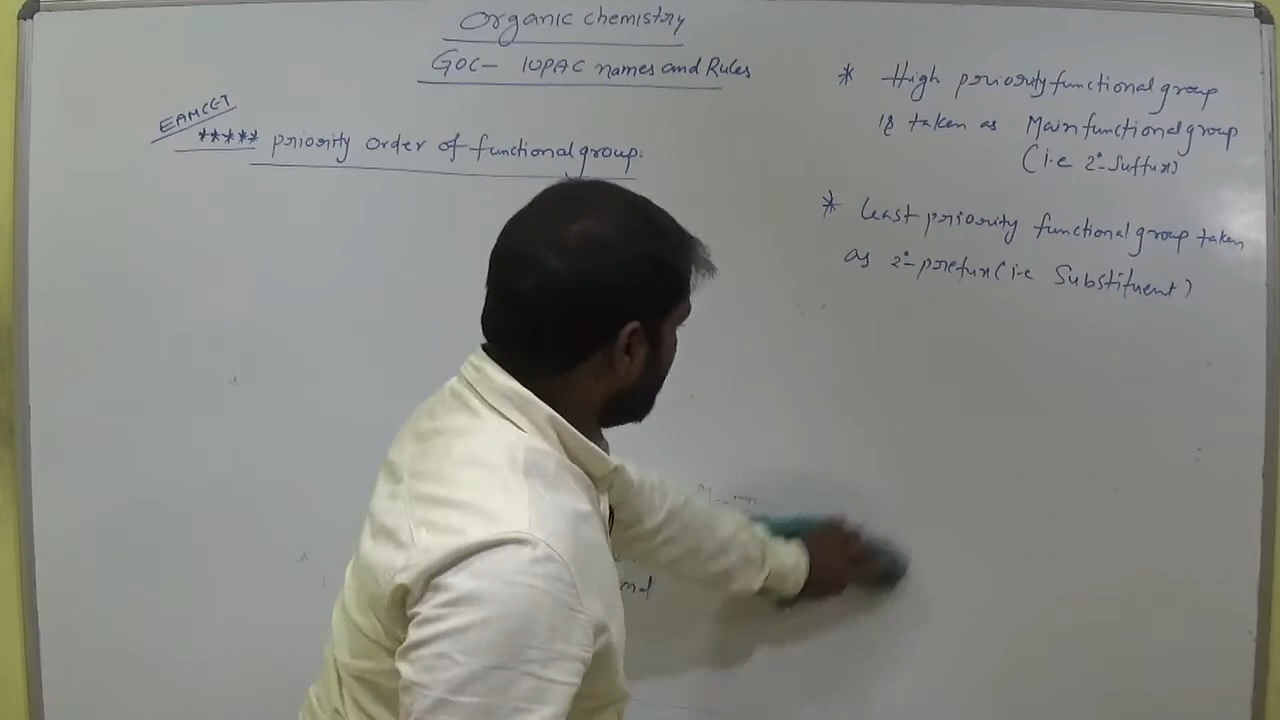 Organic chemistry
GOC- IUPAC names and Rules
EAMCET
***** priority order of functional group:
* High priority functional group
is taken as Main functional group
(i.e 2°-Suffix)
* Least priority functional group taken
as 2°-prefix (i-e Substituent)